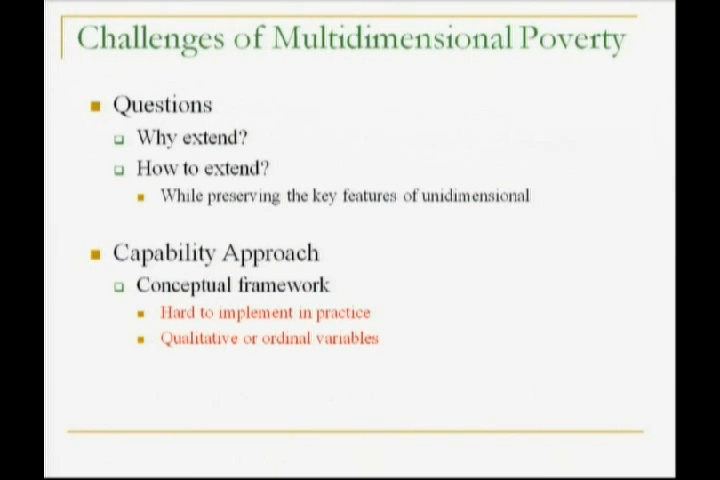 Challenges of Multidimensional Poverty
Questions
Why extend?
How to extend?
While preserving the key features of unidimensional
Capability Approach
Conceptual framework
Hard to implement in practice
Qualitative or ordinal variables